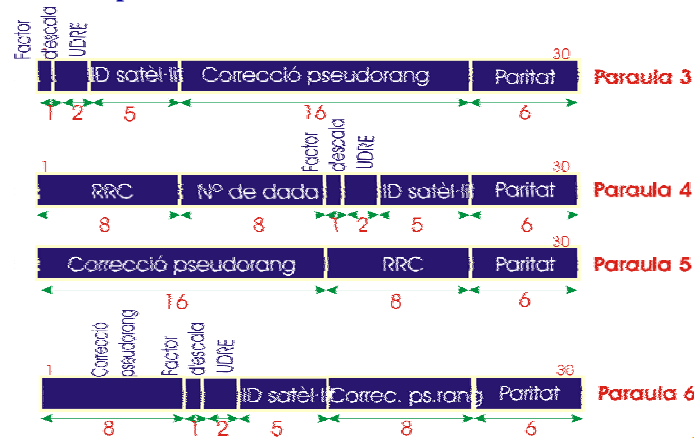 Factor
d'escala
UDRE
30
ID satèl·lit
Correcció pseudorang
Paritat
Paraula 3
1 2 5 16 6
Factor
d'escala
UDRE
1
30
RRC
Nº de dada
ID satèl·lit
Paritat
Paraula 4
8 8 1 2 5 6
30
Correcció pseudorang
RRC
Paritat
Paraula 5
16 8 6
Correcció
pseudorang
Factor
d'escala
UDRE
1
30
ID satèl·lit
Correc. ps.rang
Paritat
Paraula 6
8 1 2 5 8 6